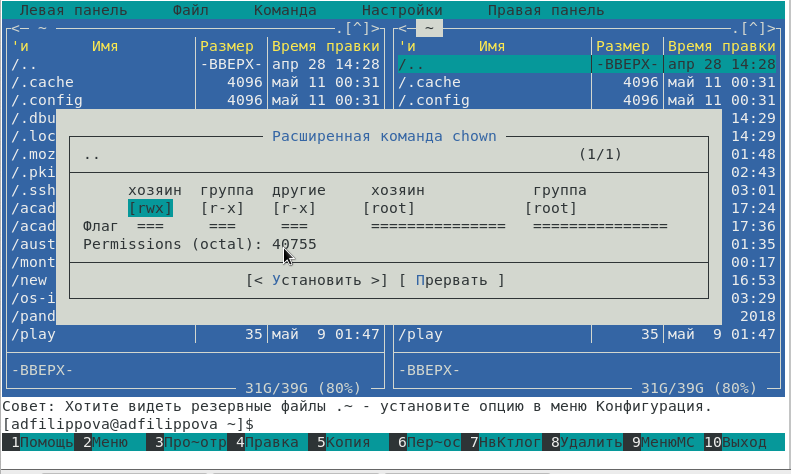 Левая панель Файл Команда Настройки Правая панель
<— ~ .[^]> <— ~ .[^]>
'и Имя Размер Время правки 'и Имя Размер Время правки
/.. -ВВЕРХ- апр 28 14:28 /.. -ВВЕРХ- апр 28 14:28
/.cache 4096 май 11 00:31 /.cache 4096 май 11 00:31
/.config 4096 май 11 00:31 /.config 4096 май 11 00:31
/.dbu 14:29
Расширенная команда chown
/.loc 14:29
/.moz .. (1/1) 01:48
/.pki 02:43
/.ssh хозяин группа другие хозяин группа 03:01
/acad [rwx] [r-x] [r-x] [root] [root] 17:24
/acad Флаг === === === =============== =============== 17:36
/aust Permissions (octal): 40755 01:35
/mont 00:17
/new [< Установить >] [ Прервать ] 16:53
/os-i 03:29
/pand 2018
/play 35 май 9 01:47 /play 35 май 9 01:47
-ВВЕРХ- -ВВЕРХ-
31G/39G (80%) 31G/39G (80%)
Совет: Хотите видеть резервные файлы .~ - установите опцию в меню Конфигурация.
[adfilippova@adfilippova ~]$
1Помощь 2Меню 3Про~отр 4Правка 5Копия 6Пер~ос 7НвКтлог 8Удалить 9МенюМС 10Выход